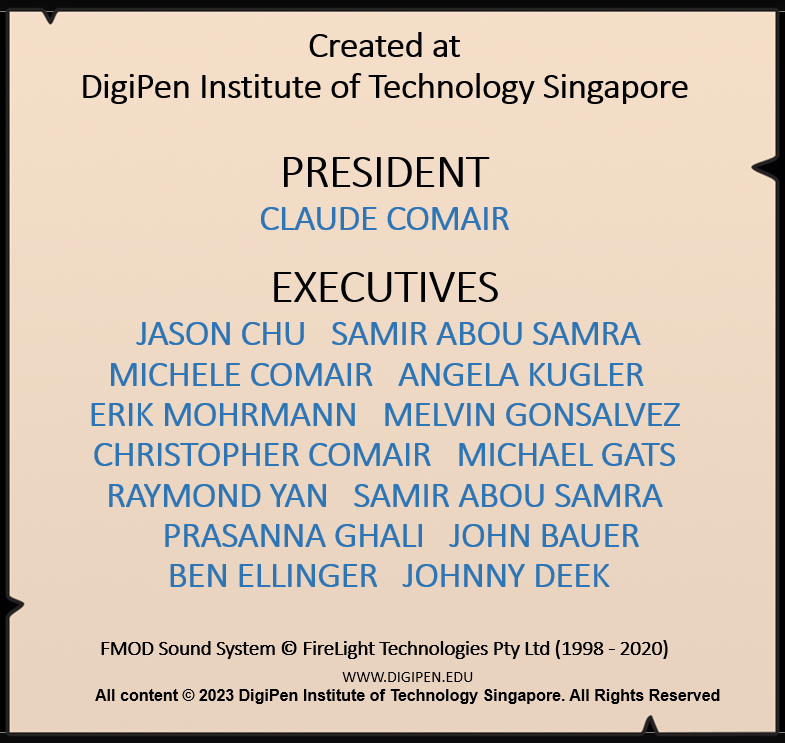 Created at
DigiPen Institute of Technology Singapore
PRESIDENT
CLAUDE COMAIR
EXECUTIVES
JASON CHU SAMIR ABOU SAMRA
MICHELE COMAIR ANGELA KUGLER
ERIK MOHRMANN MELVIN GONSALVEZ
CHRISTOPHER COMAIR MICHAEL GATS
RAYMOND YAN SAMIR ABOU SAMRA
PRASANNA GHALI JOHN BAUER
BEN ELLINGER JOHNNY DEEK
FMOD Sound System © FireLight Technologies Pty Ltd (1998 - 2020)
WWW.DIGIPEN.EDU
All content © 2023 DigiPen Institute of Technology Singapore. All Rights Reserved